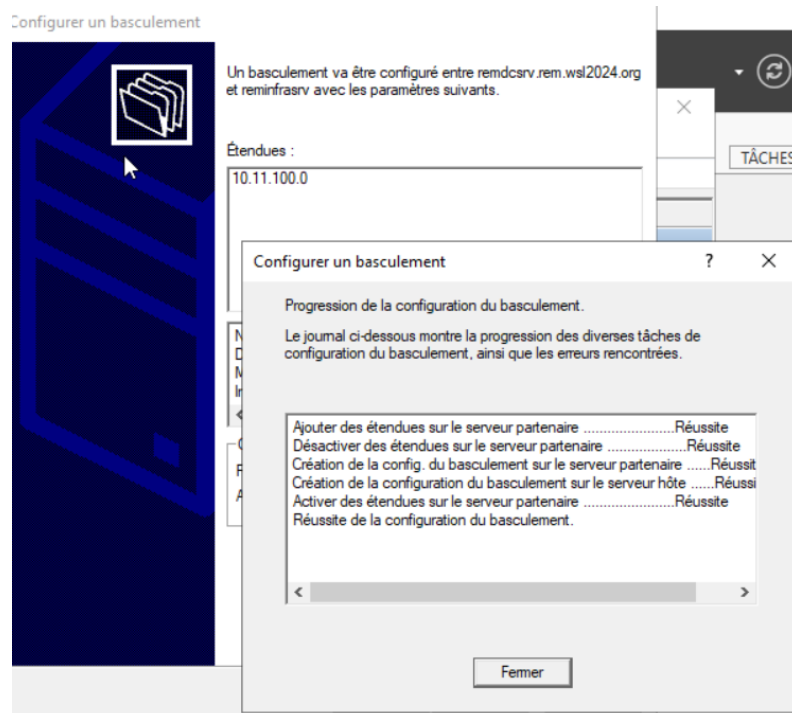 Configurer un basculement
Un basculement va être configuré entre remdcsrv.rem.wsl2024.org
et reminfrasrv avec les paramètres suivants.
Étendues :
TÂCHES
10.11.100.0
Configurer un basculement
?
Progression de la configuration du basculement.
Le journal ci-dessous montre la progression des diverses tâches de
configuration du basculement, ainsi que les erreurs rencontrées.
Ajouter des étendues sur le serveur partenaire .......................Réussite
Désactiver des étendues sur le serveur partenaire ....................Réussite
Création de la config. du basculement sur le serveur partenaire ......Réussit
Création de la configuration du basculement sur le serveur hôte ......Réussi
Activer des étendues sur le serveur partenaire .......................Réussite
Réussite de la configuration du basculement.
Fermer